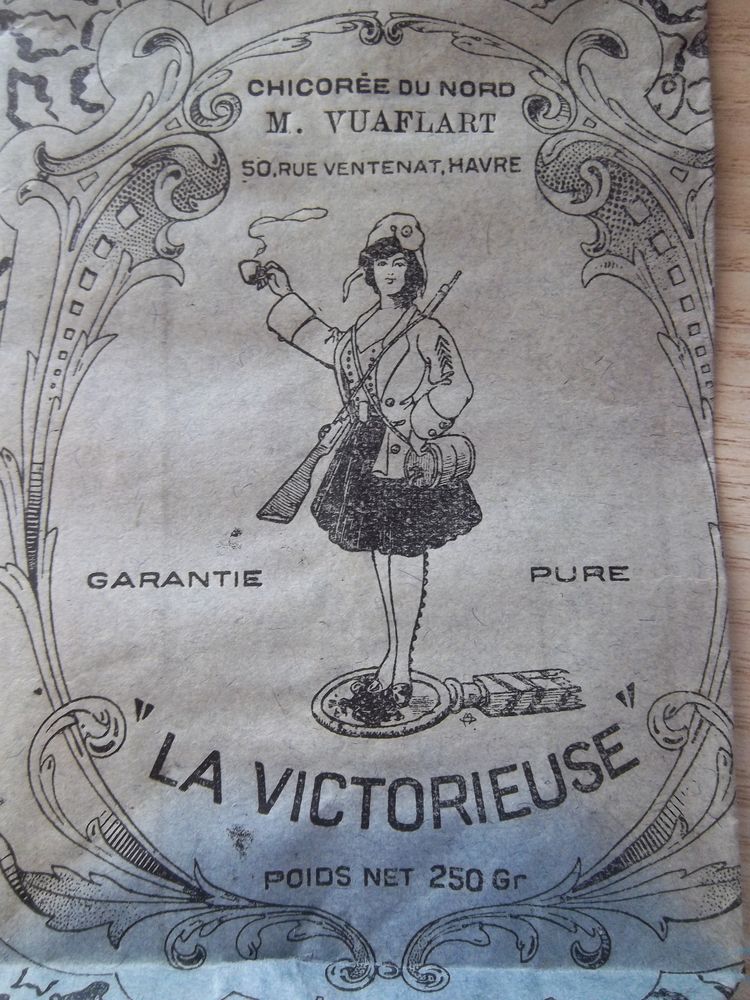 CHICORÉE DU NORD
M. VUAFLART
50, RUE VENTENAT, HAVRE
GARANTIE PURE
"LA VICTORIEUSE"
POIDS NET 250 Gr